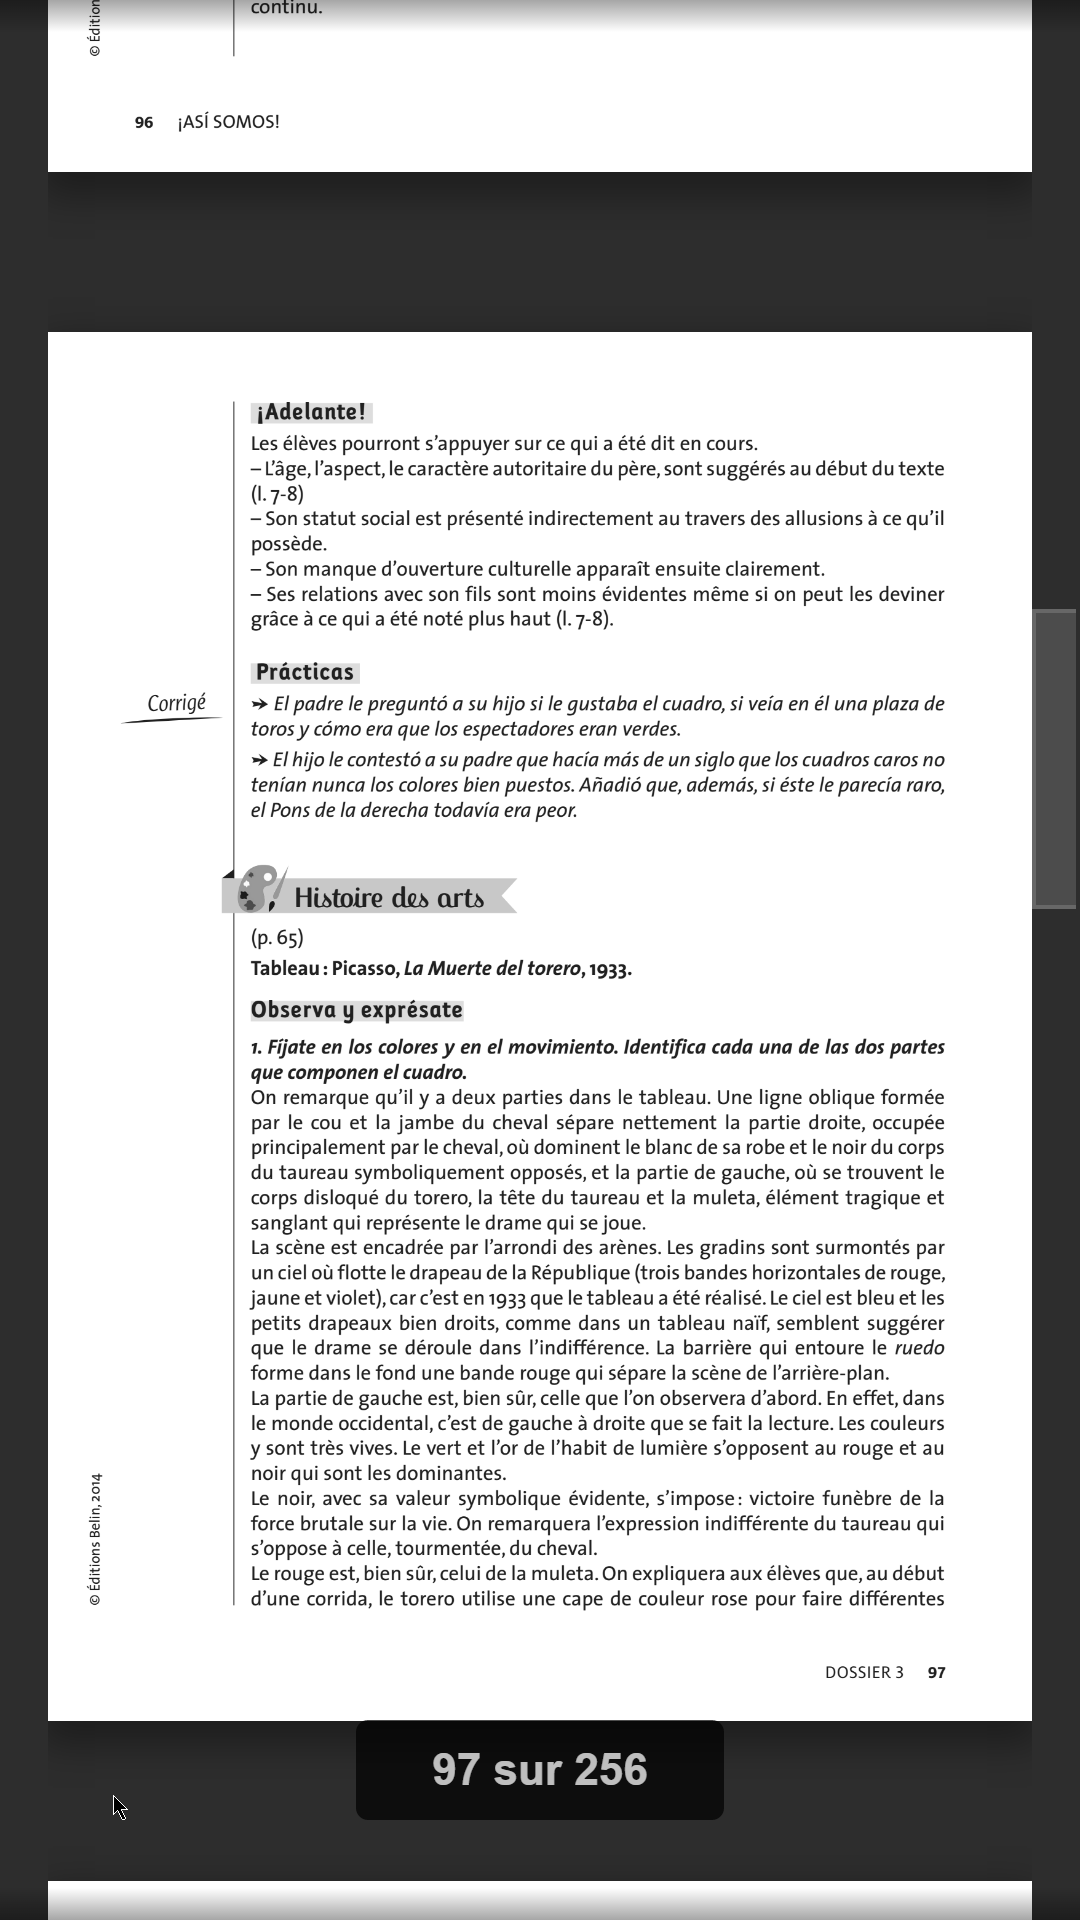 continu.
© Édition
96 ¡ASÍ SOMOS!
¡Adelante!
Les élèves pourront s’appuyer sur ce qui a été dit en cours.
– L’âge, l’aspect, le caractère autoritaire du père, sont suggérés au début du texte
(l. 7-8)
– Son statut social est présenté indirectement au travers des allusions à ce qu’il
possède.
– Son manque d’ouverture culturelle apparaît ensuite clairement.
– Ses relations avec son fils sont moins évidentes même si on peut les deviner
grâce à ce qui a été noté plus haut (l. 7-8).
Prácticas
Corrigé
➳ El padre le preguntó a su hijo si le gustaba el cuadro, si veía en él una plaza de
toros y cómo era que los espectadores eran verdes.
➳ El hijo le contestó a su padre que hacía más de un siglo que los cuadros caros no
tenían nunca los colores bien puestos. Añadió que, además, si éste le parecía raro,
el Pons de la derecha todavía era peor.
Histoire des arts
(p. 65)
Tableau : Picasso, La Muerte del torero, 1933.
Observa y exprésate
1. Fíjate en los colores y en el movimiento. Identifica cada una de las dos partes
que componen el cuadro.
On remarque qu’il y a deux parties dans le tableau. Une ligne oblique formée
par le cou et la jambe du cheval sépare nettement la partie droite, occupée
principalement par le cheval, où dominent le blanc de sa robe et le noir du corps
du taureau symboliquement opposés, et la partie de gauche, où se trouvent le
corps disloqué du torero, la tête du taureau et la muleta, élément tragique et
sanglant qui représente le drame qui se joue.
La scène est encadrée par l’arrondi des arènes. Les gradins sont surmontés par
un ciel où flotte le drapeau de la République (trois bandes horizontales de rouge,
jaune et violet), car c’est en 1933 que le tableau a été réalisé. Le ciel est bleu et les
petits drapeaux bien droits, comme dans un tableau naïf, semblent suggérer
que le drame se déroule dans l’indifférence. La barrière qui entoure le ruedo
forme dans le fond une bande rouge qui sépare la scène de l’arrière-plan.
La partie de gauche est, bien sûr, celle que l’on observera d’abord. En effet, dans
le monde occidental, c’est de gauche à droite que se fait la lecture. Les couleurs
y sont très vives. Le vert et l’or de l’habit de lumière s’opposent au rouge et au
noir qui sont les dominantes.
Le noir, avec sa valeur symbolique évidente, s’impose : victoire funèbre de la
force brutale sur la vie. On remarquera l’expression indifférente du taureau qui
s’oppose à celle, tourmentée, du cheval.
Le rouge est, bien sûr, celui de la muleta. On expliquera aux élèves que, au début
d’une corrida, le torero utilise une cape de couleur rose pour faire différentes
© Éditions Belin, 2014
DOSSIER 3 97
97 sur 256